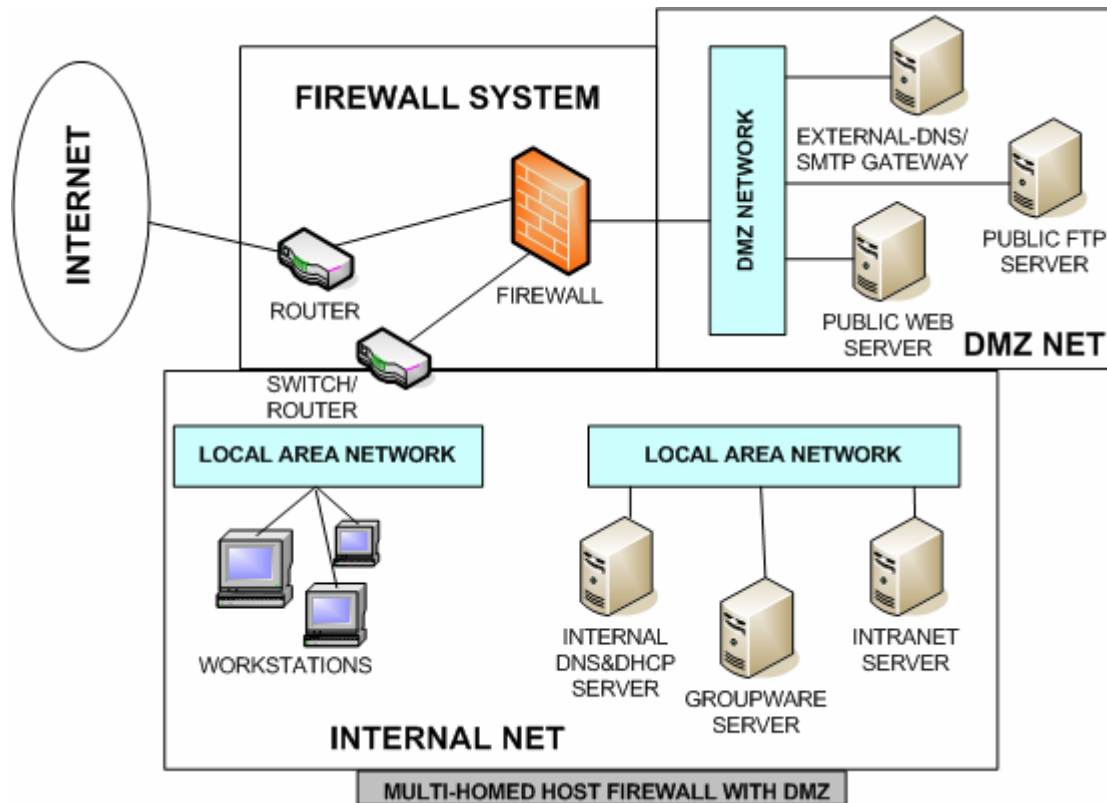 INTERNET
FIREWALL SYSTEM
ROUTER
FIREWALL
SWITCH/
ROUTER
DMZ NETWORK
EXTERNAL-DNS/
SMTP GATEWAY
PUBLIC FTP
SERVER
PUBLIC WEB
SERVER
DMZ NET
LOCAL AREA NETWORK
LOCAL AREA NETWORK
WORKSTATIONS
INTERNAL
DNS&DHCP
SERVER
GROUPWARE
SERVER
INTRANET
SERVER
INTERNAL NET
MULTI-HOMED HOST FIREWALL WITH DMZ